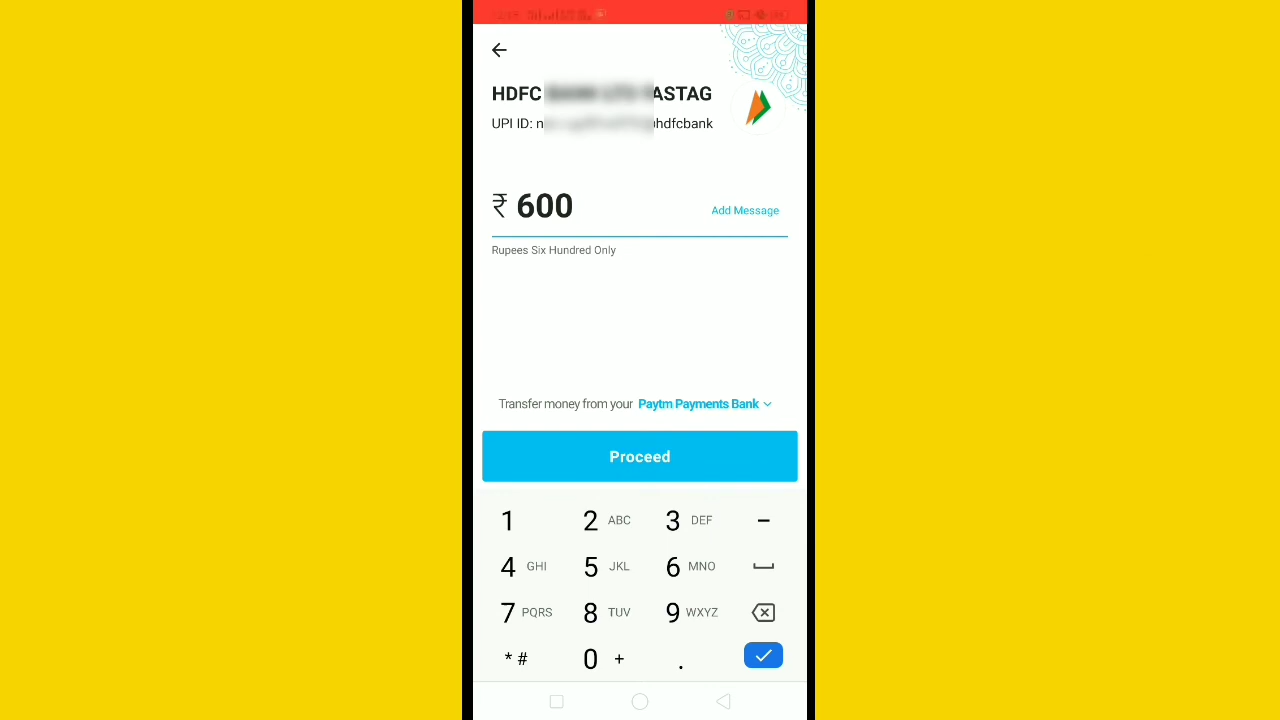 HDFC ASTAG
UPI ID: hdfcbank
₹ 600
Add Message
Rupees Six Hundred Only
Transfer money from your Paytm Payments Bank
Proceed
1 2 ABC 3 DEF –
4 GHI 5 JKL 6 MNO
7 PQRS 8 TUV 9 WXYZ
* # 0 + .